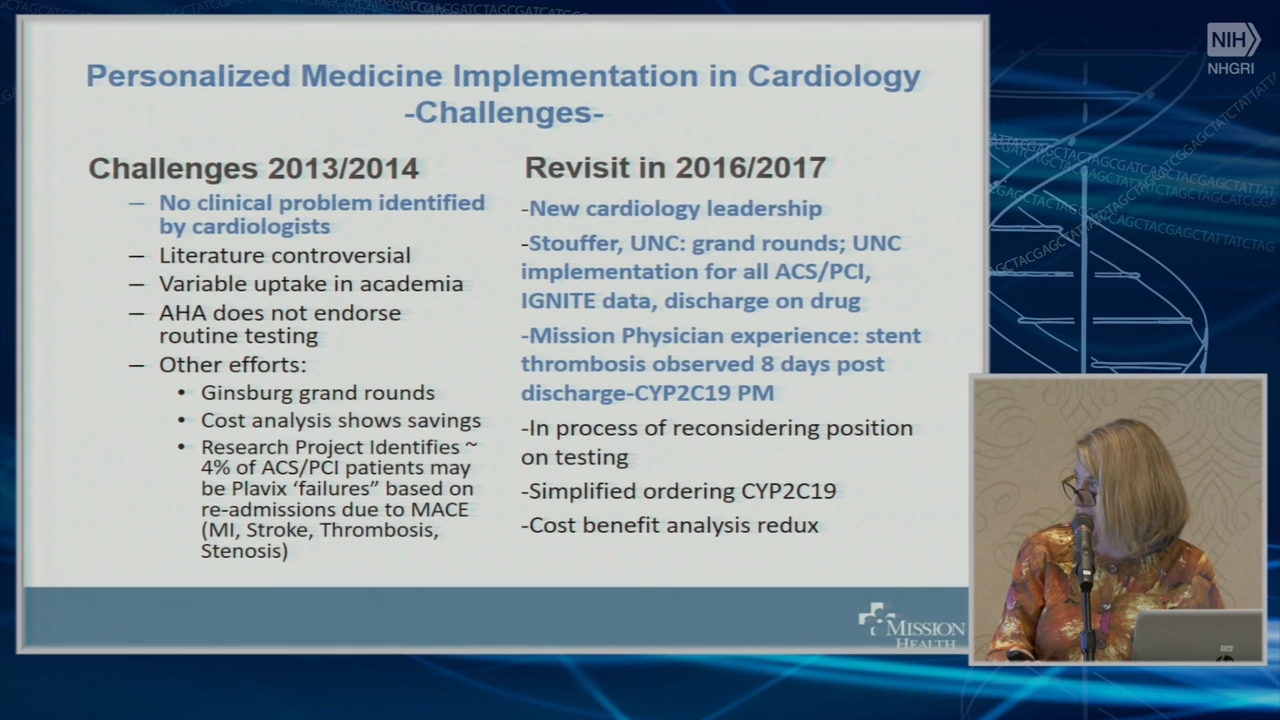 Personalized Medicine Implementation in Cardiology
-Challenges-
Challenges 2013/2014
– No clinical problem identified
by cardiologists
– Literature controversial
– Variable uptake in academia
– AHA does not endorse
routine testing
– Other efforts:
• Ginsburg grand rounds
• Cost analysis shows savings
• Research Project Identifies ~
4% of ACS/PCI patients may
be Plavix ‘failures” based on
re-admissions due to MACE
(MI, Stroke, Thrombosis,
Stenosis)
Revisit in 2016/2017
-New cardiology leadership
-Stouffer, UNC: grand rounds; UNC
implementation for all ACS/PCI,
IGNITE data, discharge on drug
-Mission Physician experience: stent
thrombosis observed 8 days post
discharge-CYP2C19 PM
-In process of reconsidering position
on testing
-Simplified ordering CYP2C19
-Cost benefit analysis redux
MISSION
HEALTH
NIH
NHGRI